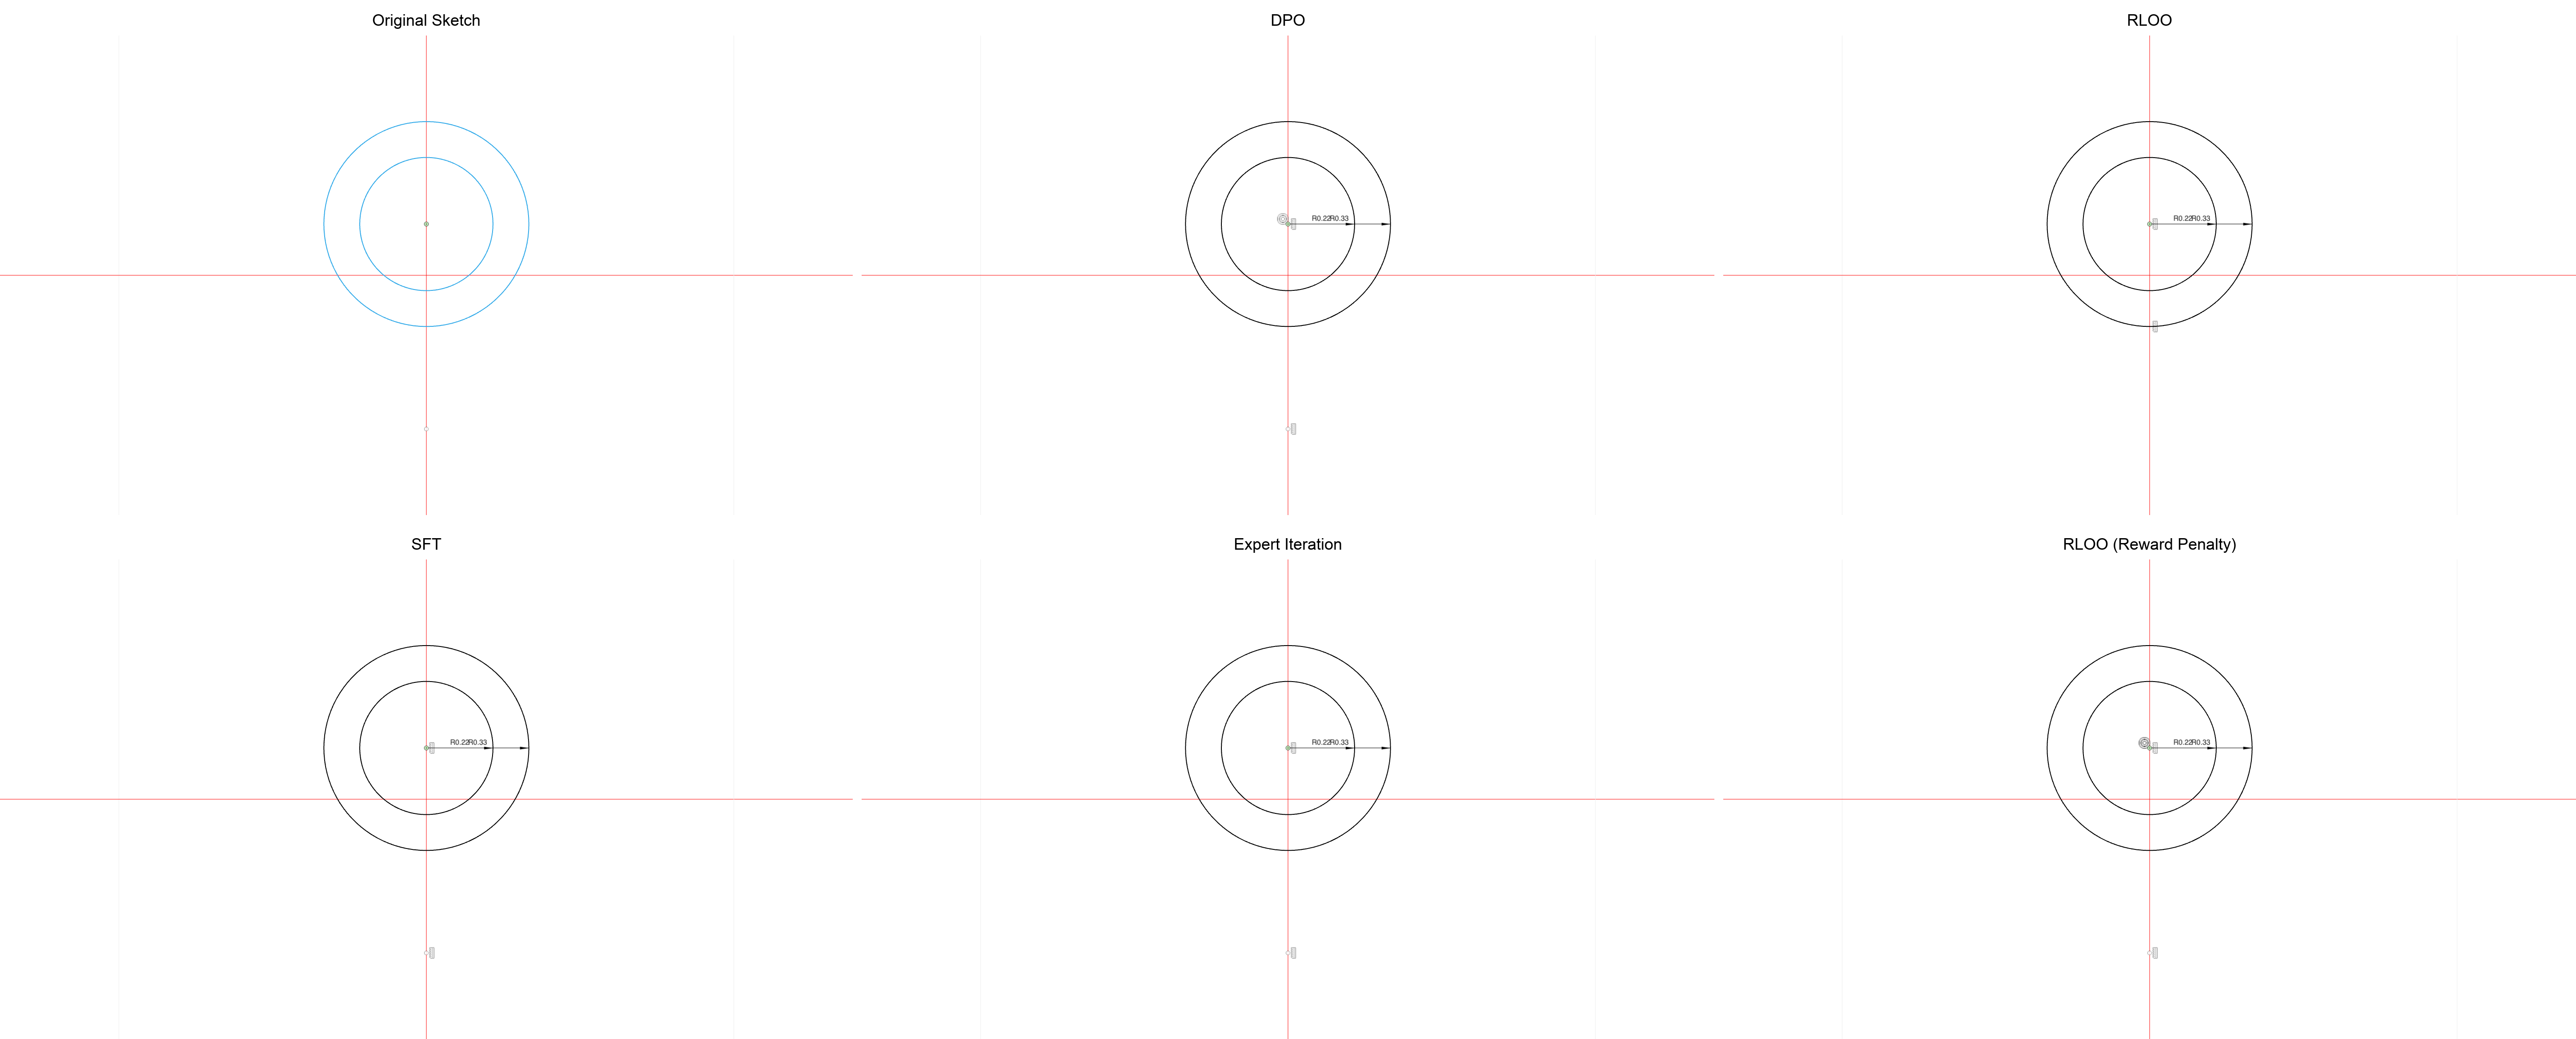 Original Sketch
DPO
RLOO
R0.22R0.33
R0.22R0.33
SFT
Expert Iteration
RLOO (Reward Penalty)
R0.22R0.33
R0.22R0.33
R0.22R0.33